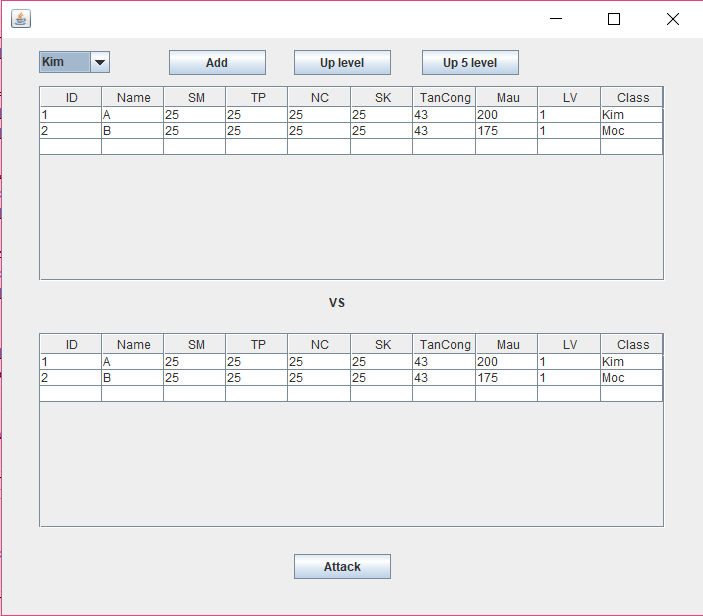 Kim Add Up level Up 5 level
ID Name SM TP NC SK TanCong Mau LV Class
1 A 25 25 25 25 43 200 1 Kim
2 B 25 25 25 25 43 175 1 Moc
VS
ID Name SM TP NC SK TanCong Mau LV Class
1 A 25 25 25 25 43 200 1 Kim
2 B 25 25 25 25 43 175 1 Moc
Attack